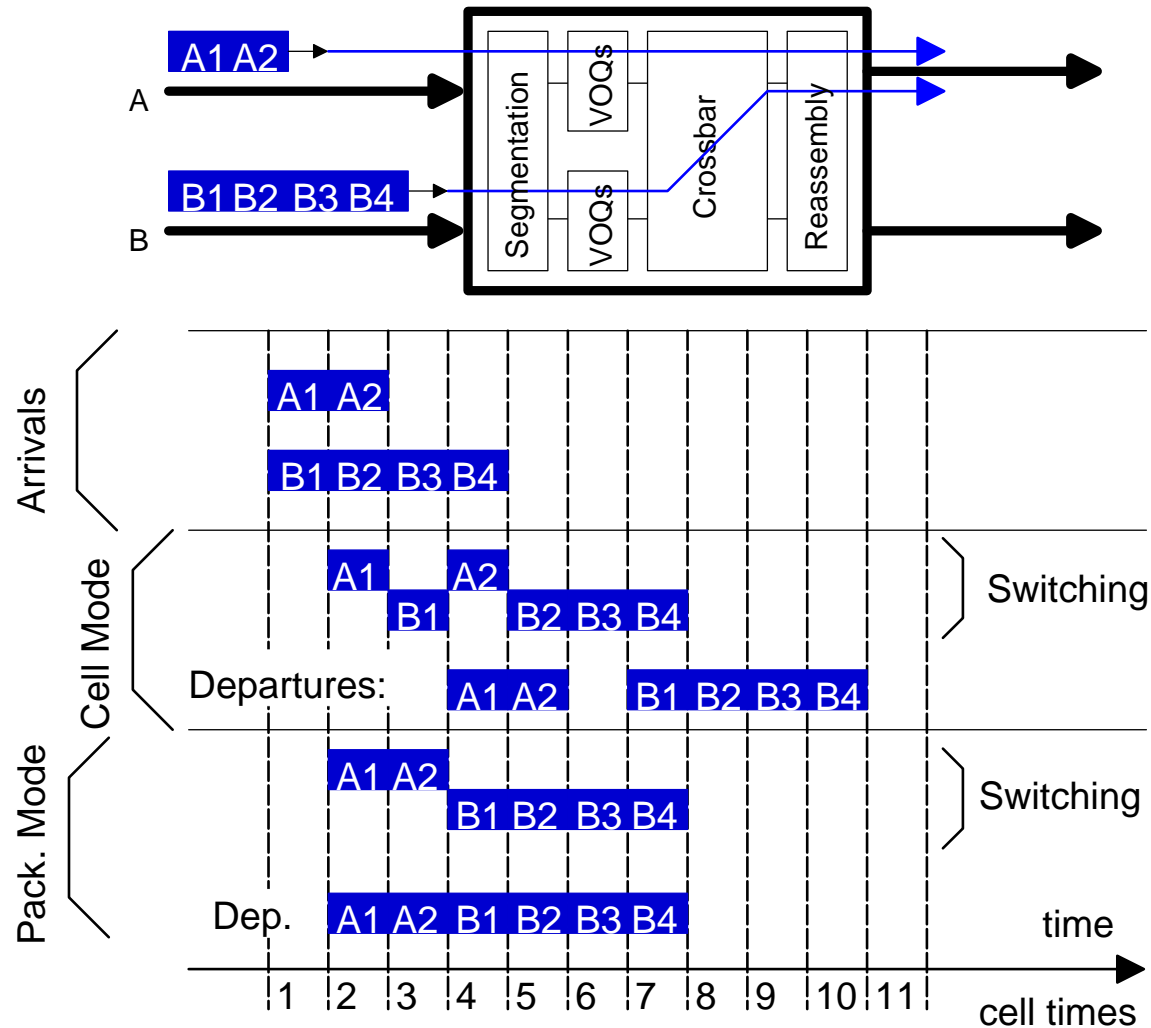 A1 A2
A
B1 B2 B3 B4
B
Segmentation
VOQs
VOQs
Crossbar
Reassembly
Arrivals
A1 A2
B1 B2 B3 B4
Cell Mode
A1 A2
B1 B2 B3 B4
Switching
Departures:
A1 A2 B1 B2 B3 B4
Pack. Mode
A1 A2
B1 B2 B3 B4
Switching
Dep.
A1 A2 B1 B2 B3 B4
time
1 2 3 4 5 6 7 8 9 10 11
cell times